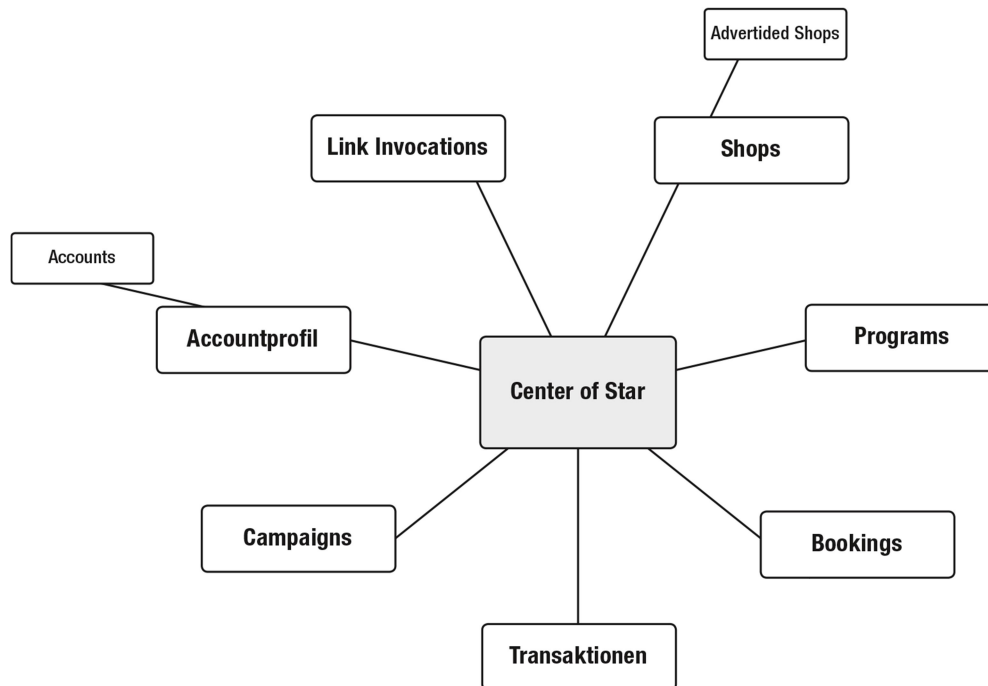 Advertided Shops
Link Invocations
Shops
Accounts
Accountprofil
Programs
Center of Star
Campaigns
Bookings
Transaktionen